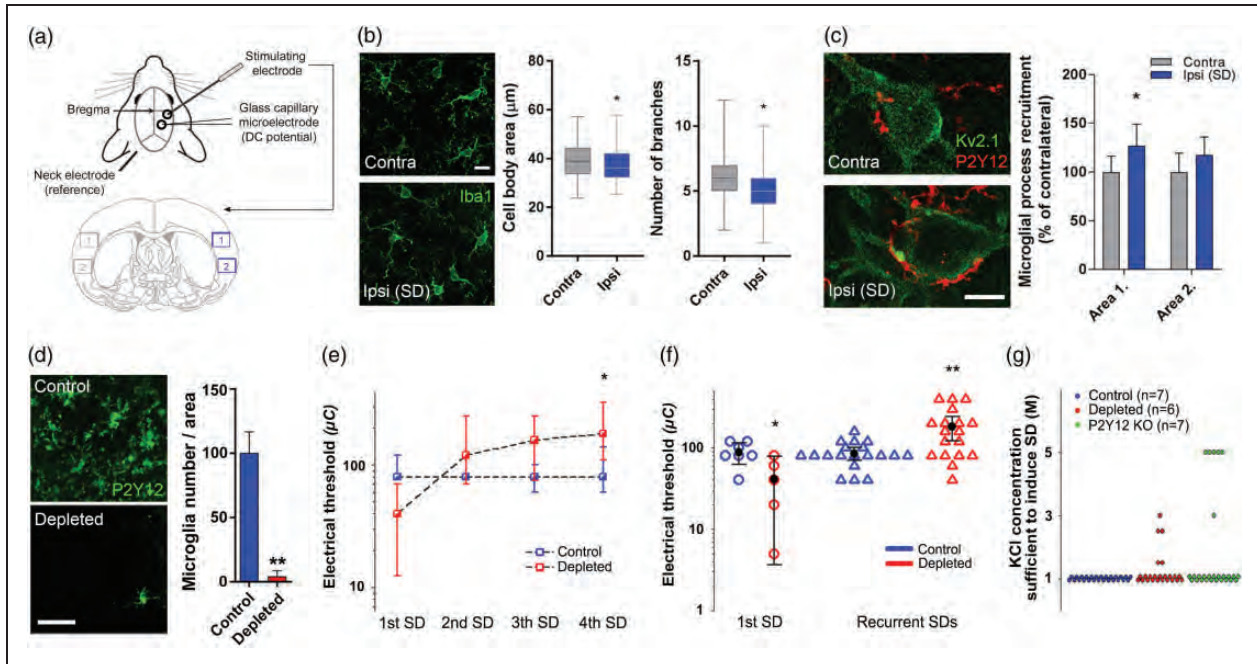 (a)
Stimulating
electrode
Bregma
Glass capillary
microelectrode
(DC potential)
Neck electrode
(reference)
1
2
1
2
(b)
Contra
Iba1
Ipsi (SD)
Cell body area (μm)
80
60
40
20
0
*
Contra
Ipsi
Number of branches
15
10
5
0
*
Contra
Ipsi
(c)
Contra
Kv2.1
P2Y12
Ipsi (SD)
Microglial process recruitment
(% of contralateral)
Contra
Ipsi (SD)
200
150
100
50
0
*
Area 1.
Area 2.
(d)
Control
P2Y12
Depleted
Microglia number / area
150
100
50
0
**
Control
Depleted
(e)
Electrical threshold (μC)
100
10
*
Control
Depleted
1st SD
2nd SD
3th SD
4th SD
(f)
Electrical threshold (μC)
1000
100
10
1
*
**
Control
Depleted
1st SD
Recurrent SDs
(g)
KCl concentration
sufficient to induce SD (M)
Control (n=7)
Depleted (n=6)
P2Y12 KO (n=7)
5
3
1